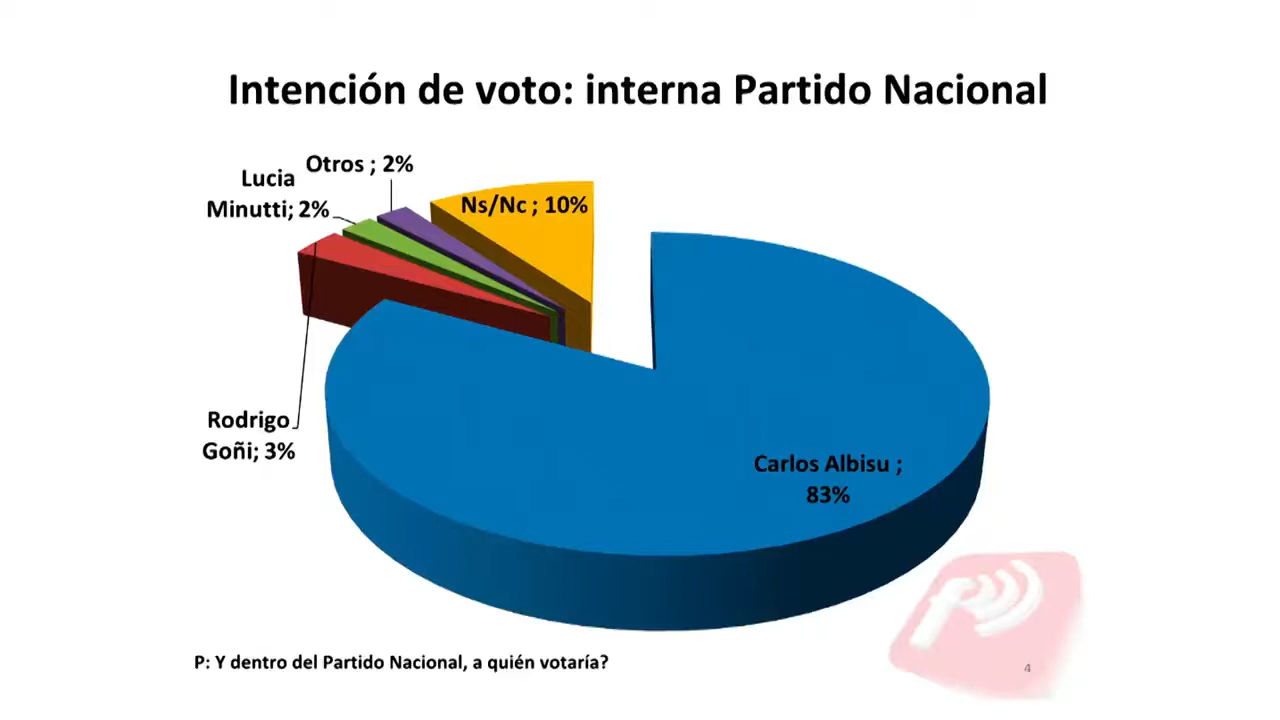 Intención de voto: interna Partido Nacional
Otros ; 2%
Lucia
Minutti; 2%
Ns/Nc ; 10%
Rodrigo
Goñi; 3%
Carlos Albisu ;
83%
P: Y dentro del Partido Nacional, a quién votaría?
4